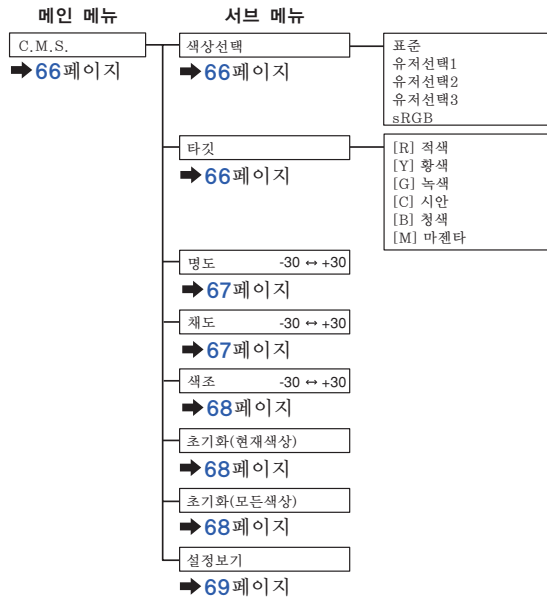 메인 메뉴
서브 메뉴
C.M.S.
➡66페이지
색상선택
➡66페이지
표준
유저선택1
유저선택2
유저선택3
sRGB
타깃
➡66페이지
[R] 적색
[Y] 황색
[G] 녹색
[C] 시안
[B] 청색
[M] 마젠타
명도 -30 ↔ +30
➡67페이지
채도 -30 ↔ +30
➡67페이지
색조 -30 ↔ +30
➡68페이지
초기화(현재색상)
➡68페이지
초기화(모든색상)
➡68페이지
설정보기
➡69페이지